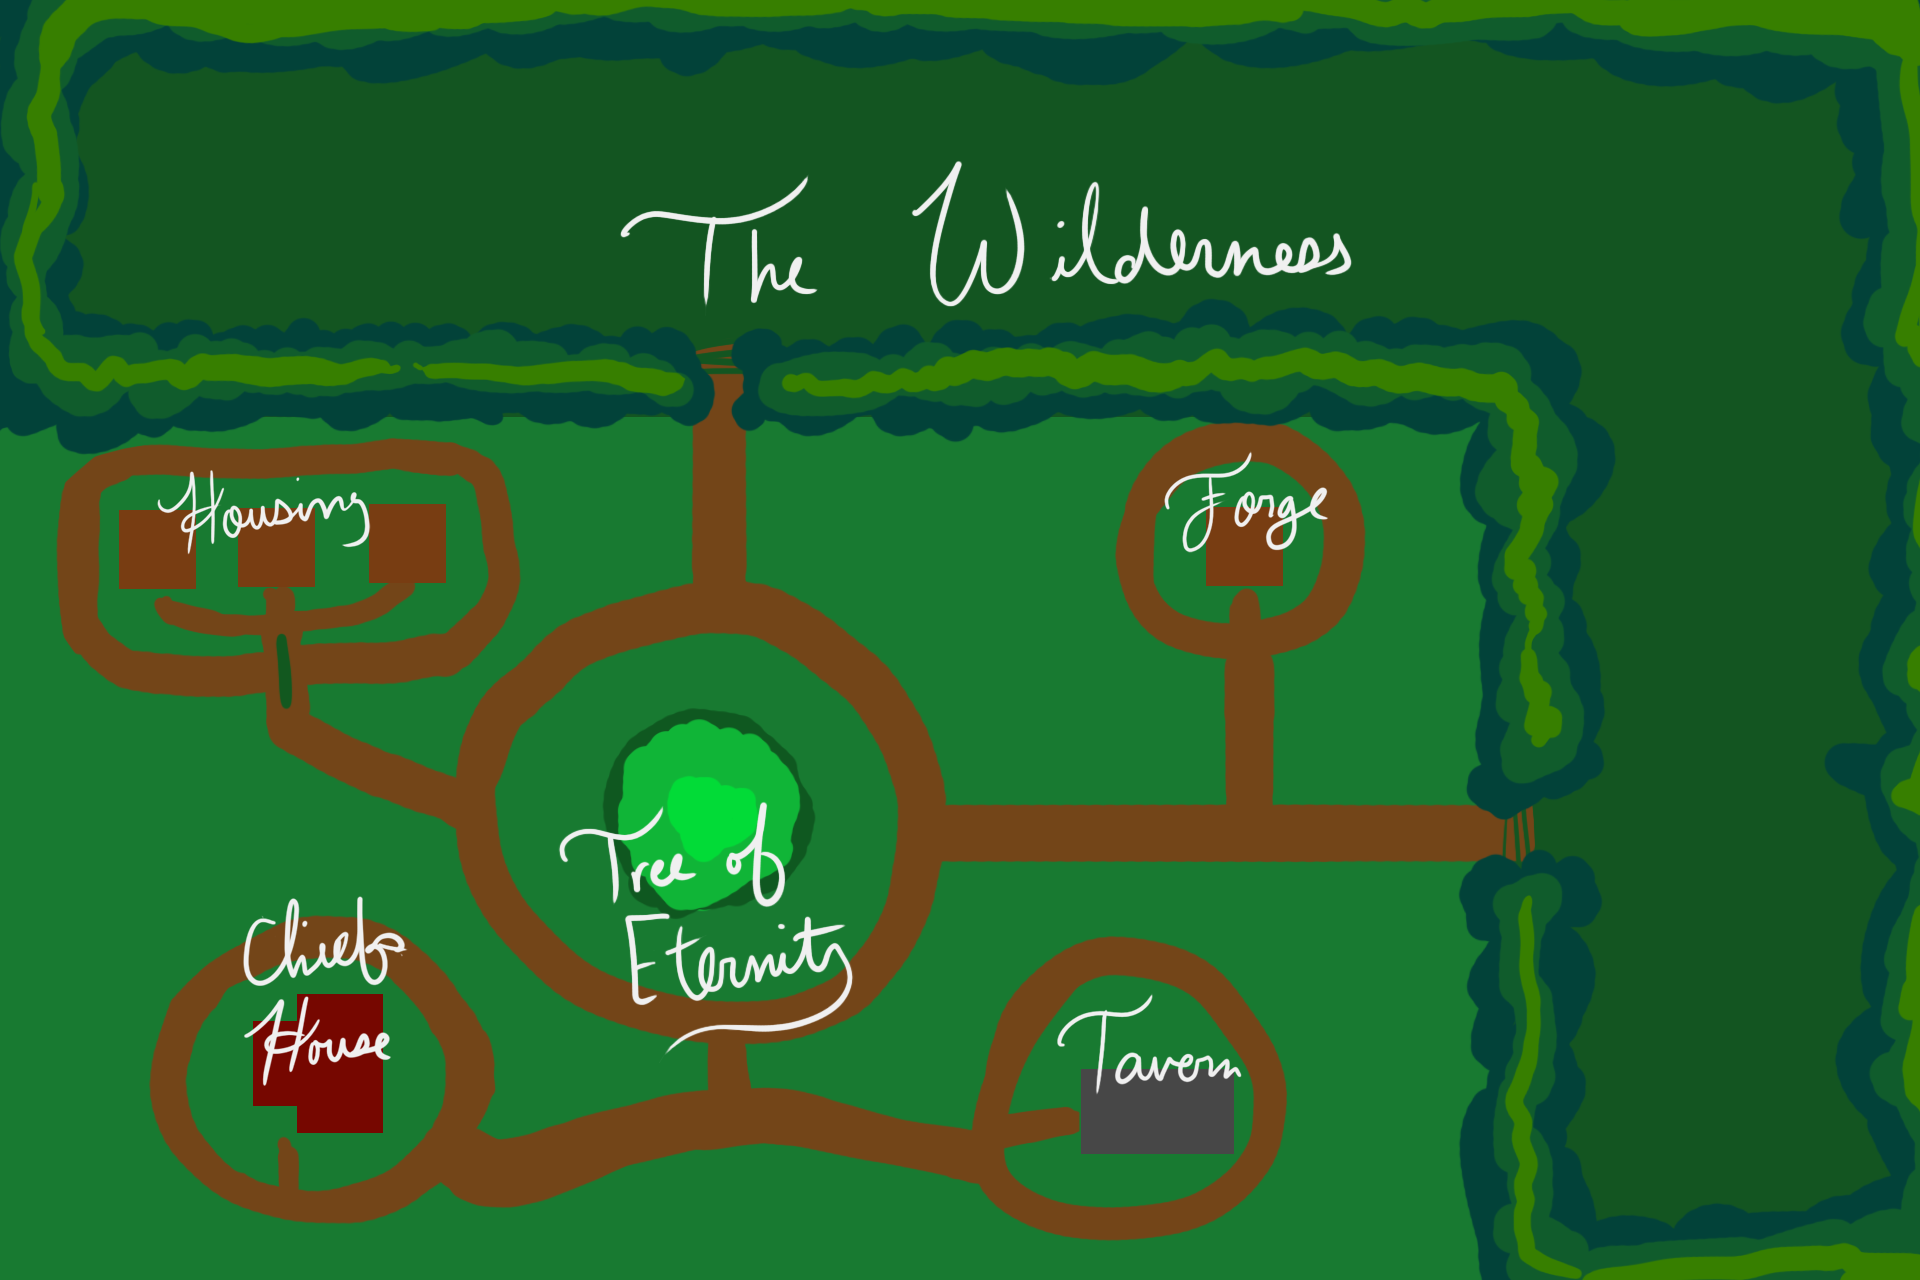 The Wilderness
Housing
Forge
Tree of
Eternity
Chiefs
House
Tavern